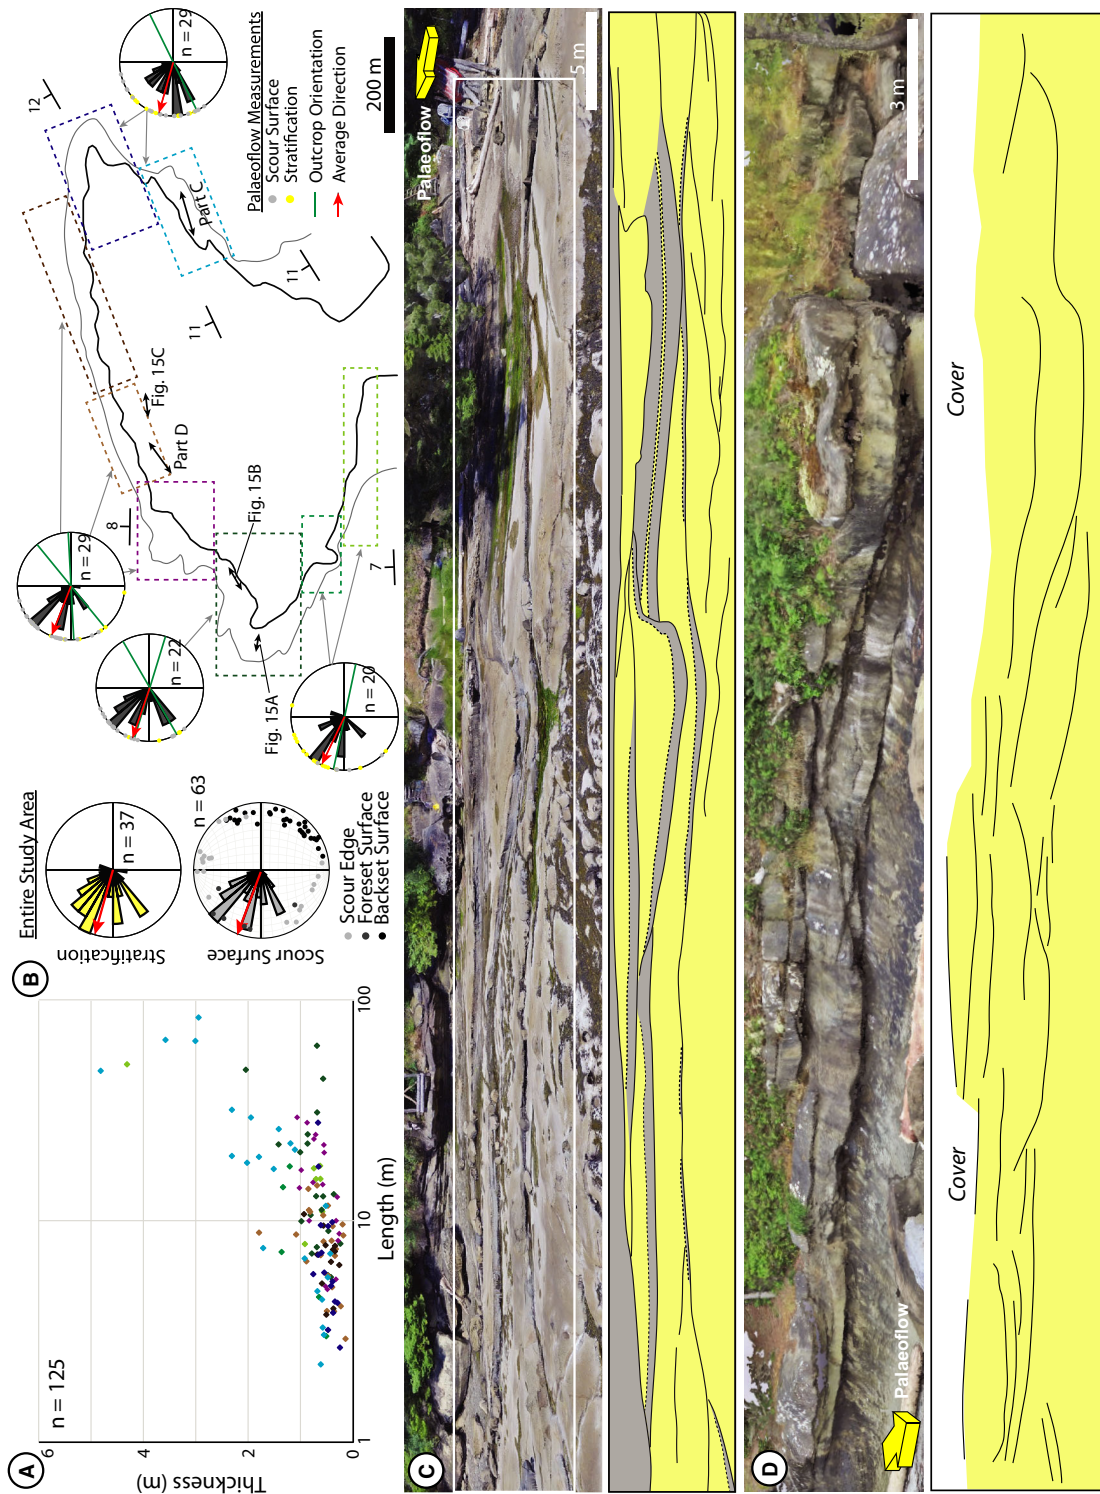 A
n = 125
Thickness (m)
6
4
2
0
1
10
100
Length (m)
B
Entire Study Area
Stratification
n = 37
Scour Surface
n = 63
Scour Edge
Foreset Surface
Backset Surface
n = 29
n = 22
n = 20
n = 29
Fig. 15A
Fig. 15B
Part D
Fig. 15C
Part C
8
7
11
11
12
Palaeoflow Measurements
Scour Surface
Stratification
Outcrop Orientation
Average Direction
200 m
C
Palaeoflow
5 m
D
Palaeoflow
3 m
Cover
Cover